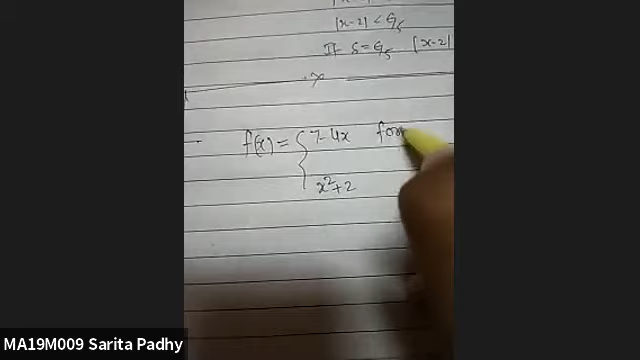 |x-2| < ε/5
If δ = ε/5 |x-2|
x
f(x) = { 7-4x for
x²+2
MA19M009 Sarita Padhy